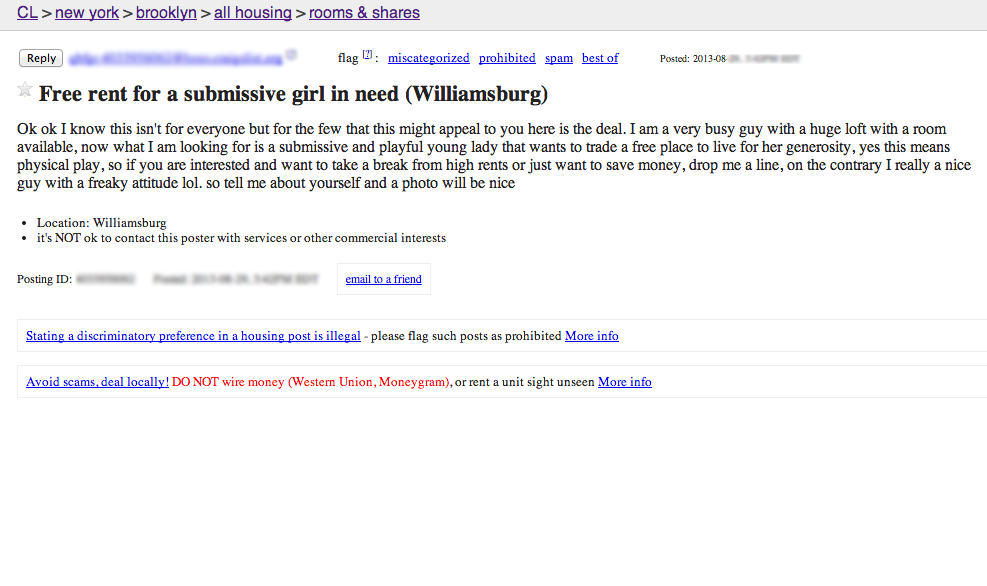 CL > new york > brooklyn > all housing > rooms & shares
Reply flag [?] : miscategorized prohibited spam best of Posted: 2013-08-
Free rent for a submissive girl in need (Williamsburg)
Ok ok I know this isn't for everyone but for the few that this might appeal to you here is the deal. I am a very busy guy with a huge loft with a room
available, now what I am looking for is a submissive and playful young lady that wants to trade a free place to live for her generosity, yes this means
physical play, so if you are interested and want to take a break from high rents or just want to save money, drop me a line, on the contrary I really a nice
guy with a freaky attitude lol. so tell me about yourself and a photo will be nice
• Location: Williamsburg
• it's NOT ok to contact this poster with services or other commercial interests
Posting ID: email to a friend
Stating a discriminatory preference in a housing post is illegal - please flag such posts as prohibited More info
Avoid scams, deal locally! DO NOT wire money (Western Union, Moneygram), or rent a unit sight unseen More info